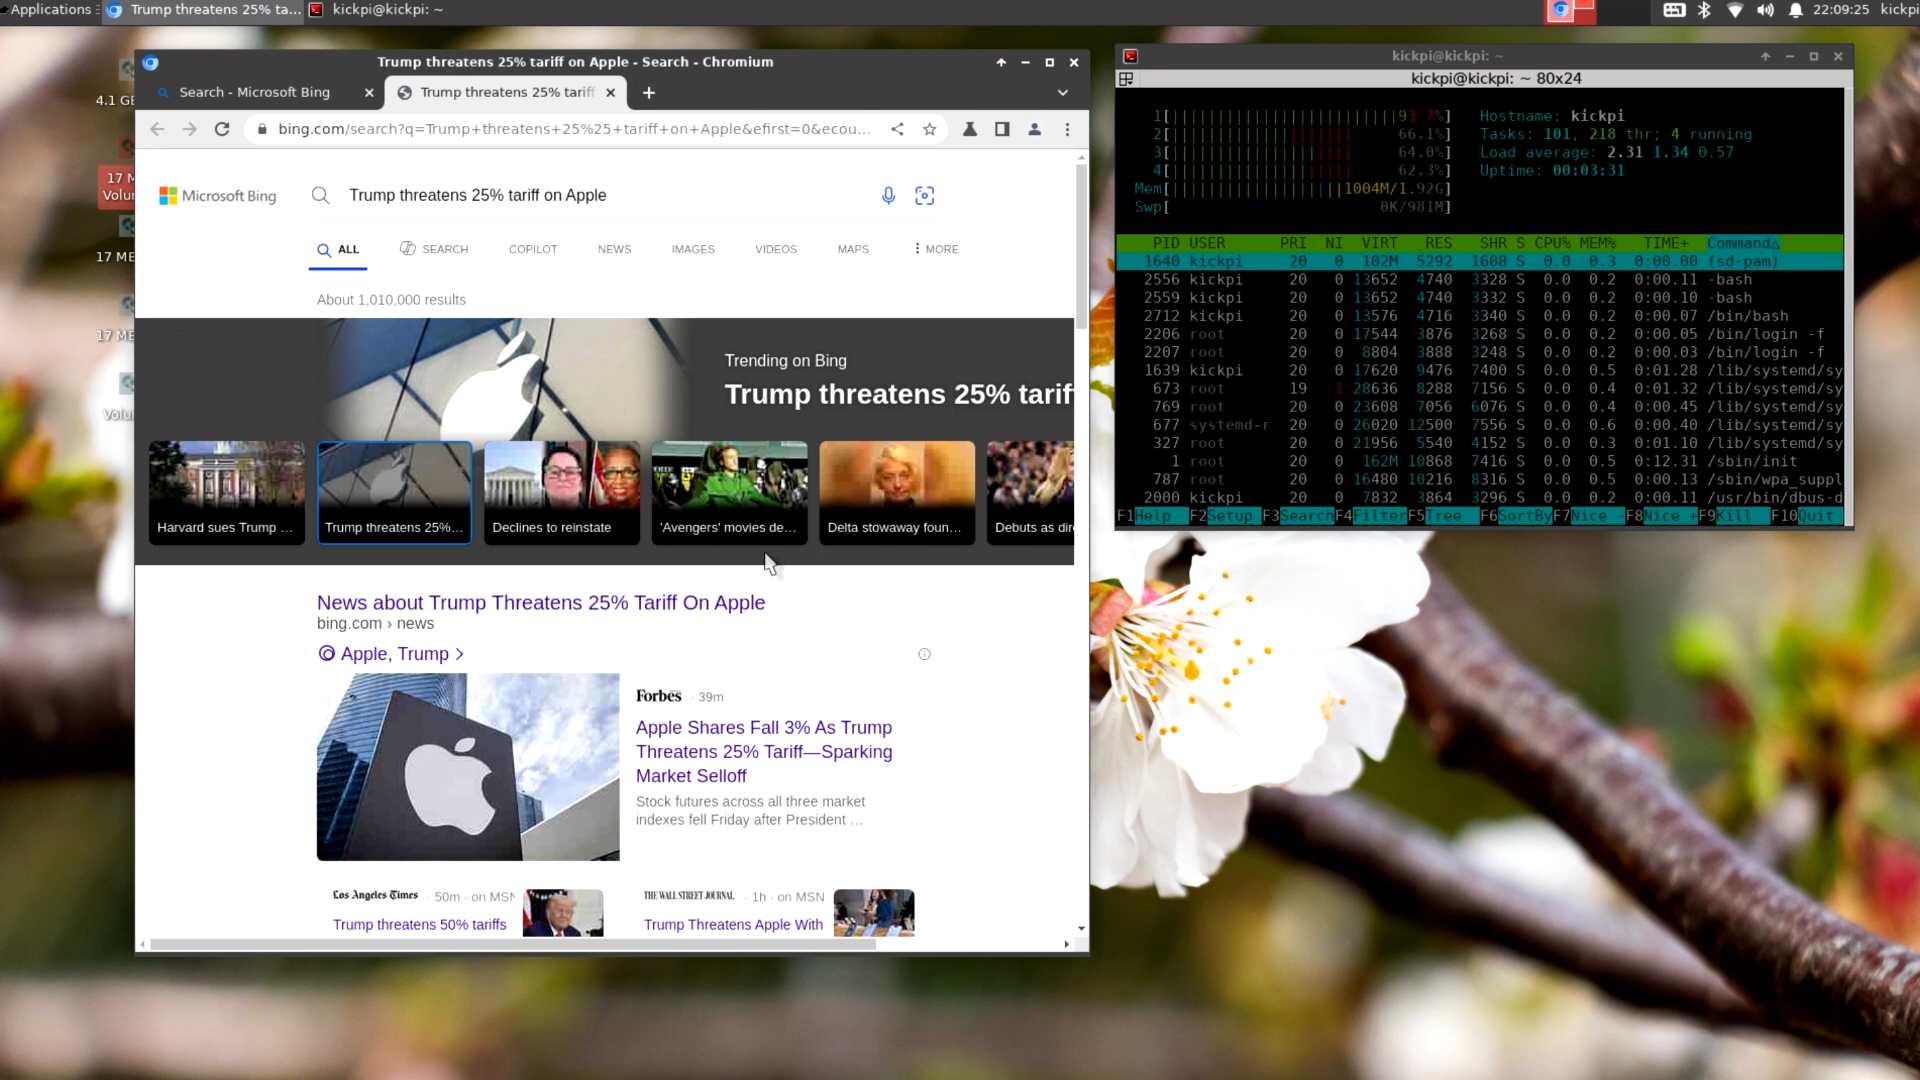 Applications
Trump threatens 25% ta...
kickpi@kickpi: ~
22:09:25
kickpi
4.1 GE
17 M
Volu
17 ME
17 ME
Volu
Trump threatens 25% tariff on Apple - Search - Chromium
Search - Microsoft Bing
Trump threatens 25% tariff
bing.com/search?q=Trump+threatens+25%25+tariff+on+Apple&efirst=0&ecou...
Microsoft Bing
Trump threatens 25% tariff on Apple
ALL
SEARCH
COPILOT
NEWS
IMAGES
VIDEOS
MAPS
MORE
About 1,010,000 results
Trending on Bing
Trump threatens 25% tariff
Harvard sues Trump ...
Trump threatens 25%...
Declines to reinstate
'Avengers' movies de...
Delta stowaway foun...
Debuts as dir
News about Trump Threatens 25% Tariff On Apple
bing.com › news
Apple, Trump >
Forbes · 39m
Apple Shares Fall 3% As Trump
Threatens 25% Tariff—Sparking
Market Selloff
Stock futures across all three market
indexes fell Friday after President ...
Los Angeles Times · 50m · on MSN
Trump threatens 50% tariffs
THE WALL STREET JOURNAL · 1h · on MSN
Trump Threatens Apple With
kickpi@kickpi: ~
kickpi@kickpi: ~ 80x24
1[ 93.7%]
2[ 66.1%]
3[ 64.0%]
4[ 62.3%]
Mem[ 1004M/1.92G]
Swp[ 0K/981M]
Hostname: kickpi
Tasks: 101, 218 thr; 4 running
Load average: 2.31 1.34 0.57
Uptime: 00:03:31
PID USER PRI NI VIRT RES SHR S CPU% MEM% TIME+ Command△
1640 kickpi 20 0 102M 5292 1608 S 0.0 0.3 0:00.00 (sd-pam)
2556 kickpi 20 0 13652 4740 3328 S 0.0 0.2 0:00.11 -bash
2559 kickpi 20 0 13652 4740 3332 S 0.0 0.2 0:00.10 -bash
2712 kickpi 20 0 13576 4716 3340 S 0.0 0.2 0:00.07 /bin/bash
2206 root 20 0 17544 3876 3268 S 0.0 0.2 0:00.05 /bin/login -f
2207 root 20 0 8804 3888 3248 S 0.0 0.2 0:00.03 /bin/login -f
1639 kickpi 20 0 17620 9476 7400 S 0.0 0.5 0:01.28 /lib/systemd/sy
673 root 19 -1 28636 8288 7156 S 0.0 0.4 0:01.32 /lib/systemd/sy
769 root 20 0 23608 7056 6076 S 0.0 0.4 0:00.45 /lib/systemd/sy
677 systemd-r 20 0 26020 12500 7556 S 0.0 0.6 0:00.40 /lib/systemd/sy
327 root 20 0 21956 5540 4152 S 0.0 0.3 0:01.10 /lib/systemd/sy
1 root 20 0 162M 10868 7416 S 0.0 0.5 0:12.31 /sbin/init
787 root 20 0 16480 10216 8316 S 0.0 0.5 0:00.13 /sbin/wpa_suppl
2000 kickpi 20 0 7832 3864 3296 S 0.0 0.2 0:00.11 /usr/bin/dbus-d
F1Help F2Setup F3Search F4Filter F5Tree F6SortBy F7Nice - F8Nice + F9Kill F10Quit